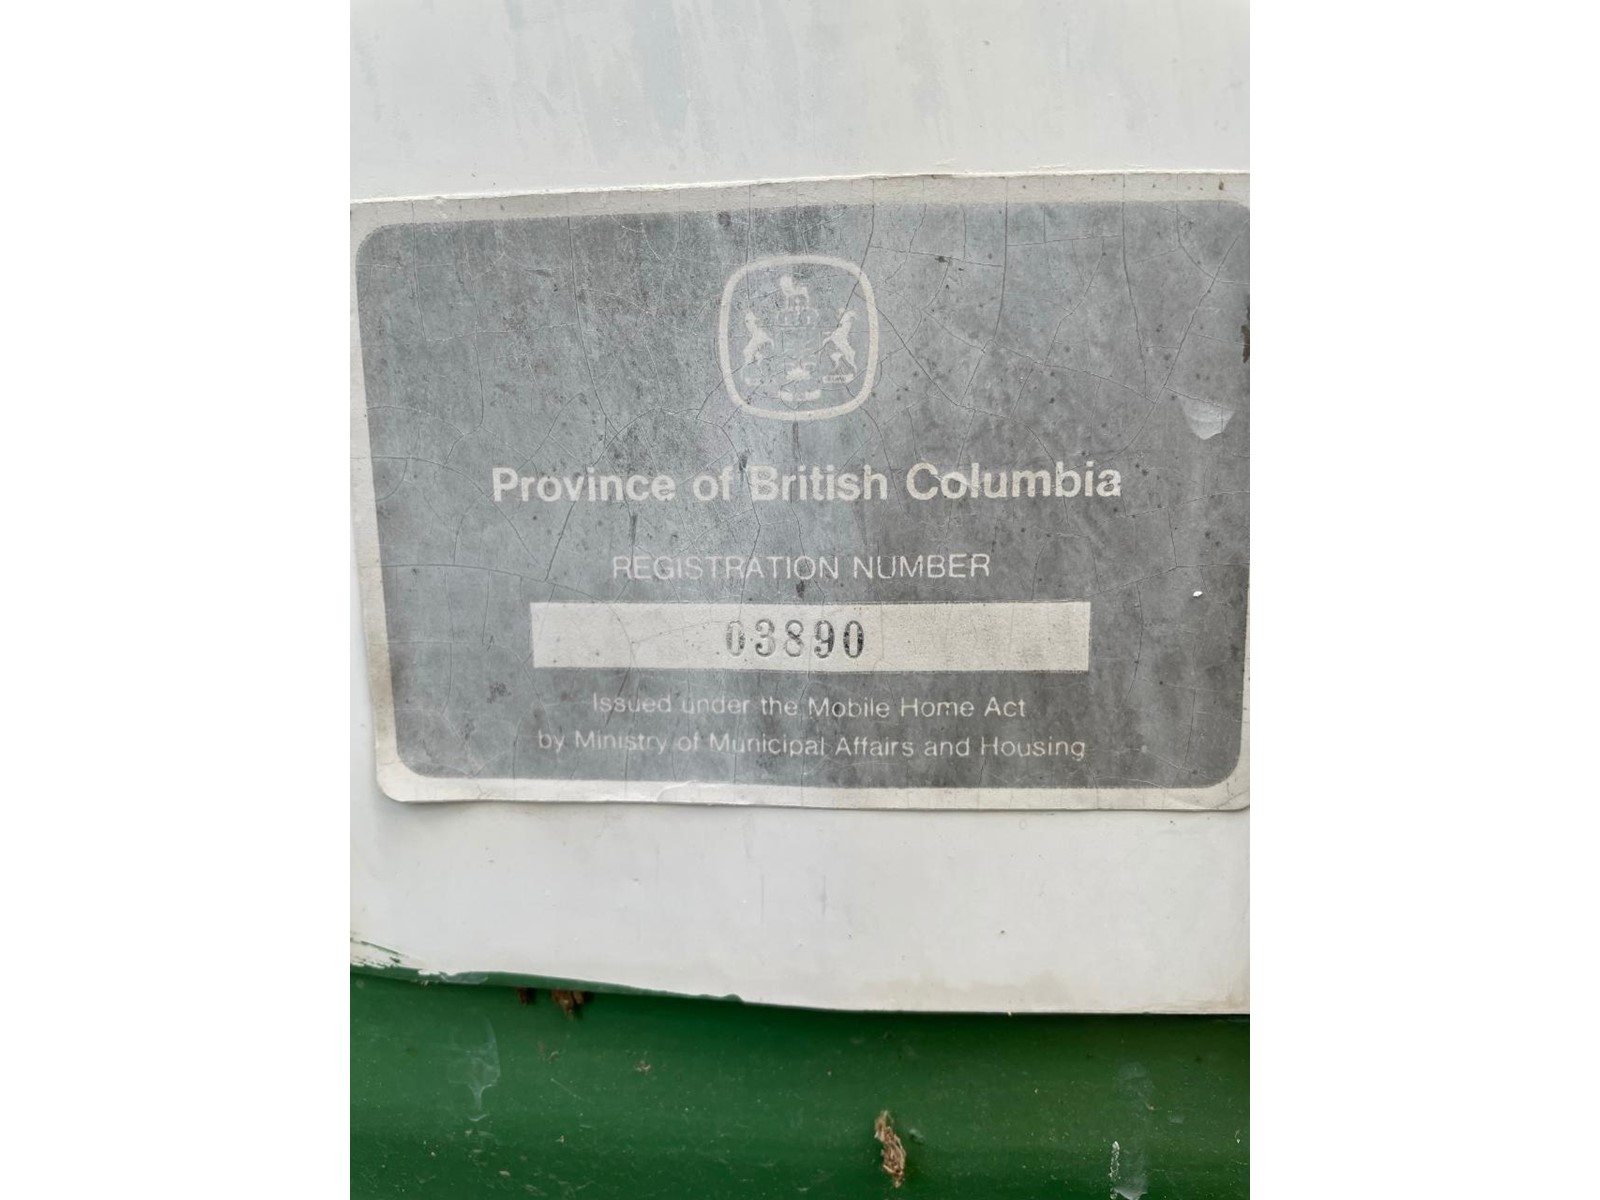 Province of British Columbia
REGISTRATION NUMBER
03890
Issued under the Mobile Home Act
by Ministry of Municipal Affairs and Housing